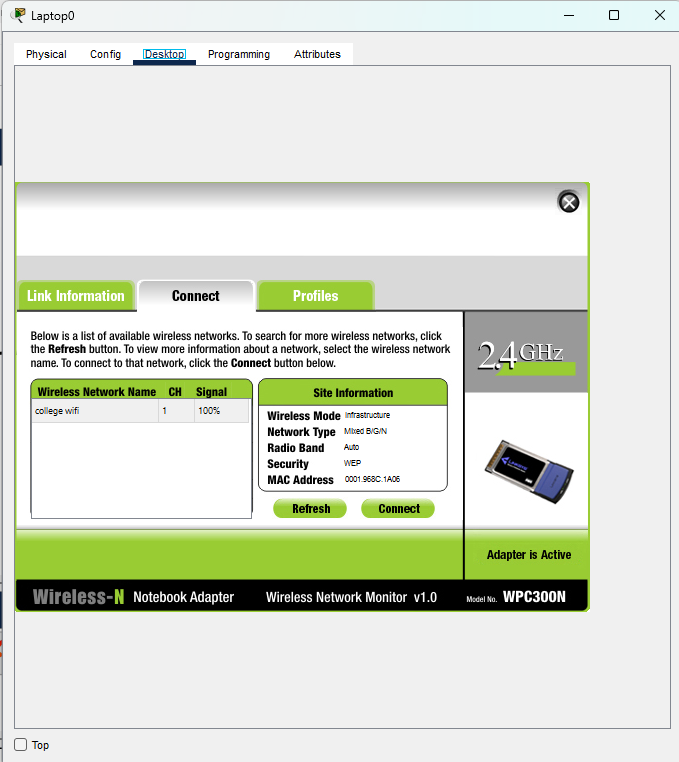 Laptop0
Physical Config Desktop Programming Attributes
Link Information Connect Profiles
Below is a list of available wireless networks. To search for more wireless networks, click
the Refresh button. To view more information about a network, select the wireless network
name. To connect to that network, click the Connect button below.
2.4GHz
Wireless Network Name CH Signal
college wifi 1 100%
Site Information
Wireless Mode Infrastructure
Network Type Mixed B/G/N
Radio Band Auto
Security WEP
MAC Address 0001.968C.1A06
Refresh Connect
Adapter is Active
Wireless-N Notebook Adapter Wireless Network Monitor v1.0 Model No. WPC300N
Top